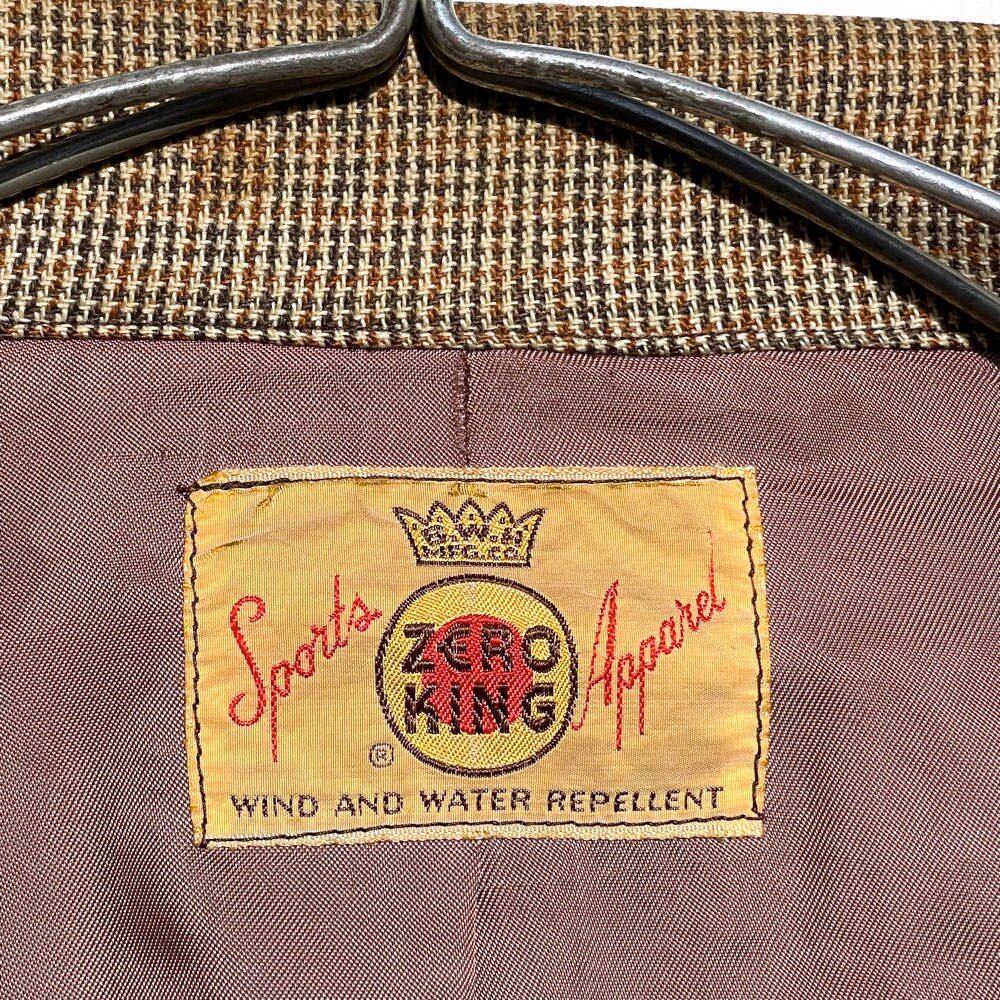 B.W.H
MFG.CO.
Sports
ZERO
KING
Apparel
®
WIND AND WATER REPELLENT